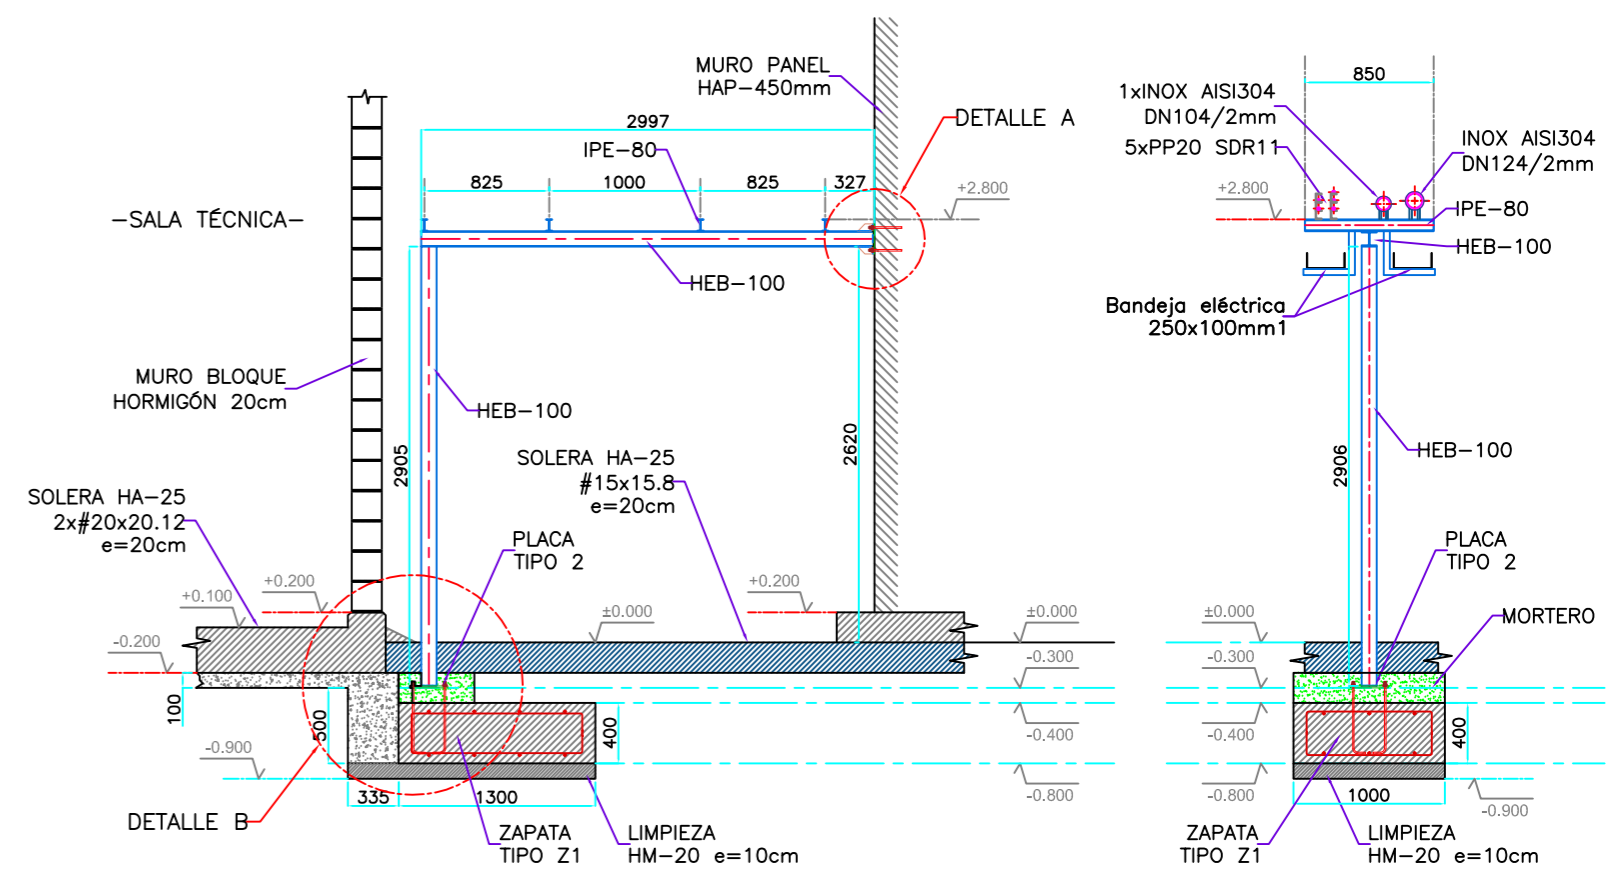 MURO PANEL
HAP-450mm
DETALLE A
2997
IPE-80
825
1000
825
327
+2.800
-SALA TÉCNICA-
HEB-100
MURO BLOQUE
HORMIGÓN 20cm
HEB-100
2905
2620
SOLERA HA-25
#15x15.8
e=20cm
SOLERA HA-25
2x#20x20.12
e=20cm
PLACA
TIPO 2
+0.200
+0.100
-0.200
±0.000
+0.200
±0.000
-0.300
-0.400
-0.800
100
500
400
-0.900
335
1300
DETALLE B
ZAPATA
TIPO Z1
LIMPIEZA
HM-20 e=10cm
850
1xINOX AISI304
DN104/2mm
5xPP20 SDR11
INOX AISI304
DN124/2mm
+2.800
IPE-80
HEB-100
Bandeja eléctrica
250x100mm1
HEB-100
2906
PLACA
TIPO 2
MORTERO
±0.000
-0.300
-0.400
-0.800
400
1000
-0.900
ZAPATA
TIPO Z1
LIMPIEZA
HM-20 e=10cm